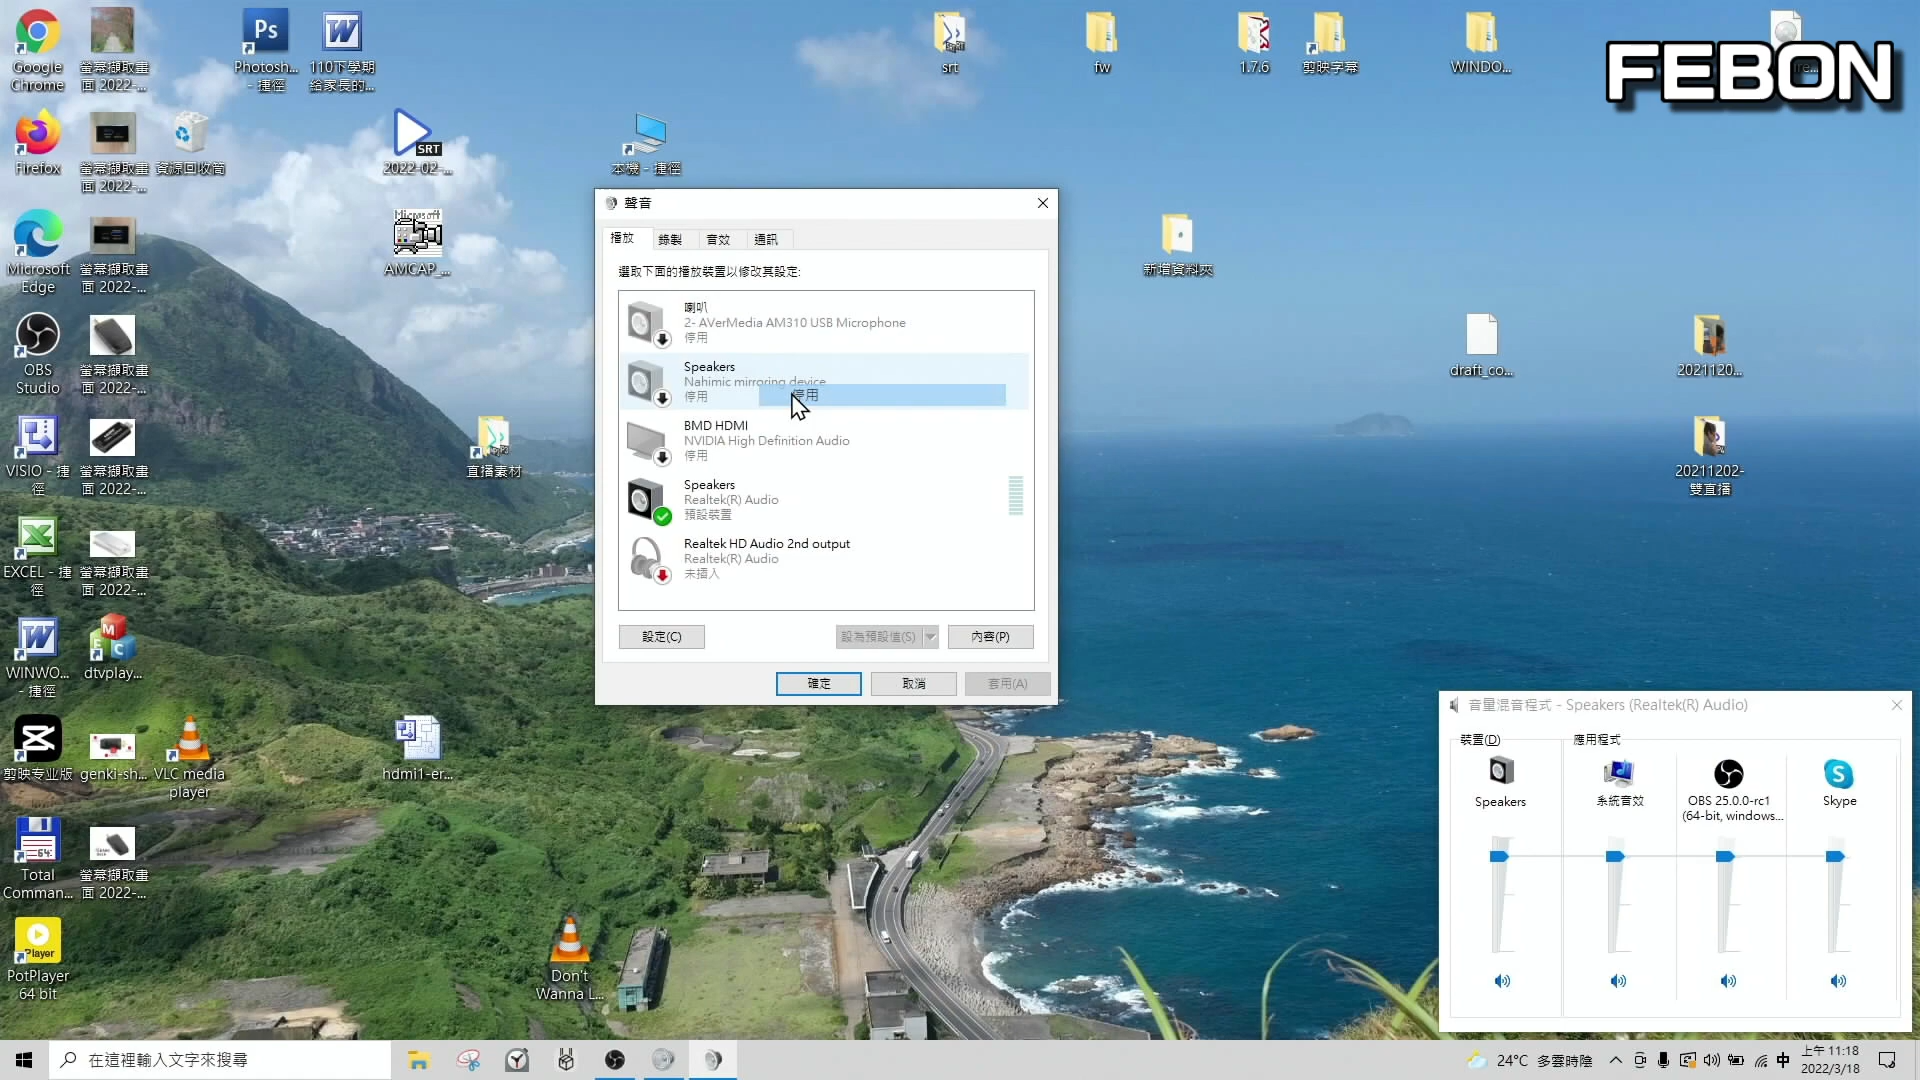 Google
Chrome
螢幕擷取畫
面 2022-...
Photosh...
- 捷徑
110下學期
給家長的...
srt
fw
1.7.6
剪映字幕
WINDO...
FEBON
Firefox
螢幕擷取畫
面 2022-...
資源回收筒
SRT
2022-02-...
本機 - 捷徑
Microsoft
Edge
螢幕擷取畫
面 2022-...
Microsoft
AMCAP_...
新增資料夾
OBS
Studio
螢幕擷取畫
面 2022-...
draft_co...
2021120...
VISIO - 捷
徑
螢幕擷取畫
面 2022-...
直播素材
20211202-
雙直播
EXCEL - 捷
徑
螢幕擷取畫
面 2022-...
WINWO...
- 捷徑
dtvplay...
剪映专业版
genki-sh...
VLC media
player
hdmi1-er...
Total
Comman...
螢幕擷取畫
面 2022-...
Player
PotPlayer
64 bit
Don't
Wanna L...
聲音
播放 錄製 音效 通訊
選取下面的播放裝置以修改其設定:
喇叭
2- AVerMedia AM310 USB Microphone
停用
Speakers
Nahimic mirroring device
停用
停用
BMD HDMI
NVIDIA High Definition Audio
停用
Speakers
Realtek(R) Audio
預設裝置
Realtek HD Audio 2nd output
Realtek(R) Audio
未插入
設定(C)
設為預設值(S)
內容(P)
確定
取消
套用(A)
音量混音程式 - Speakers (Realtek(R) Audio)
裝置(D)
應用程式
Speakers
系統音效
OBS 25.0.0-rc1
(64-bit, windows...
Skype
在這裡輸入文字來搜尋
24°C 多雲時陰
中
上午 11:18
2022/3/18